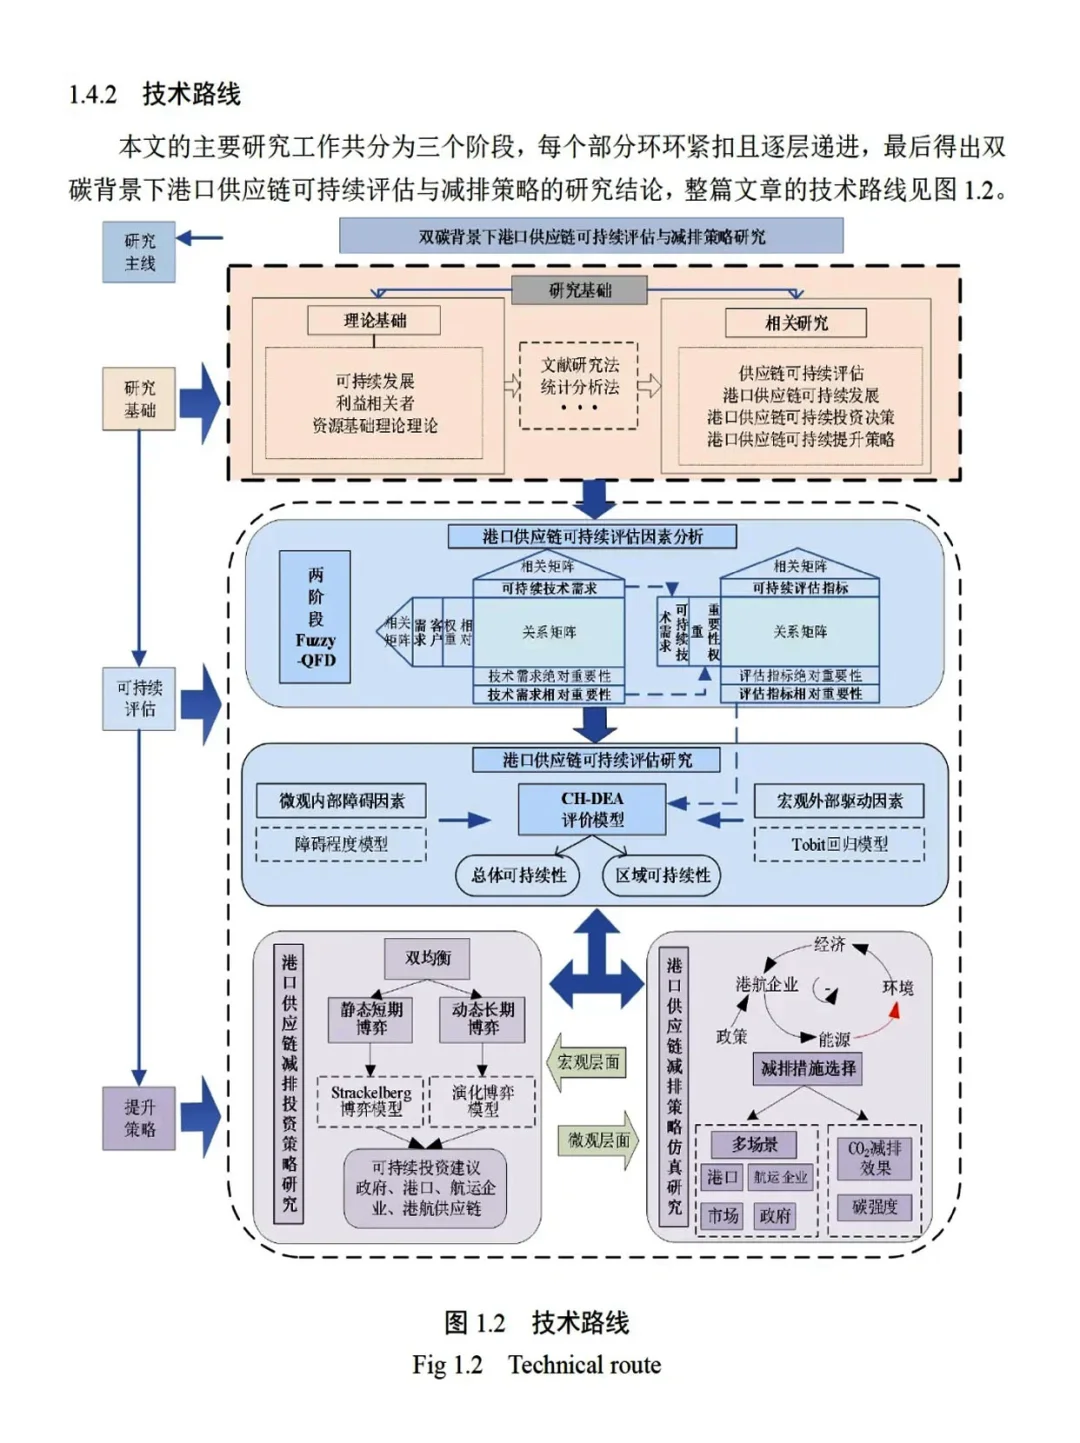 1.4.2 技术路线
本文的主要研究工作共分为三个阶段，每个部分环环紧扣且逐层递进，最后得出双
碳背景下港口供应链可持续评估与减排策略的研究结论，整篇文章的技术路线见图 1.2。
研究
主线
双碳背景下港口供应链可持续评估与减排策略研究
研究基础
理论基础
可持续发展
利益相关者
资源基础理论理论
文献研究法
统计分析法
···
相关研究
供应链可持续评估
港口供应链可持续发展
港口供应链可持续投资决策
港口供应链可持续提升策略
研究
基础
港口供应链可持续评估因素分析
两
阶
段
Fuzzy
-QFD
相关矩阵
可持续技术需求
相关
矩阵
客户
需求
相对
权重
关系矩阵
技术需求绝对重要性
技术需求相对重要性
相关矩阵
可持续评估指标
可持续技
术需求
重要性权
重
关系矩阵
评估指标绝对重要性
评估指标相对重要性
可持续
评估
港口供应链可持续评估研究
微观内部障碍因素
障碍程度模型
CH-DEA
评价模型
宏观外部驱动因素
Tobit回归模型
总体可持续性
区域可持续性
提升
策略
港口供应链减排投资策略研究
双均衡
静态短期
博弈
动态长期
博弈
Strackelberg
博弈模型
演化博弈
模型
可持续投资建议
政府、港口、航运企
业、港航供应链
宏观层面
微观层面
港口供应链减排策略仿真研究
经济
港航企业
-
环境
政策
能源
减排措施选择
多场景
港口
航运企业
市场
政府
CO₂减排
效果
碳强度
图 1.2 技术路线
Fig 1.2 Technical route